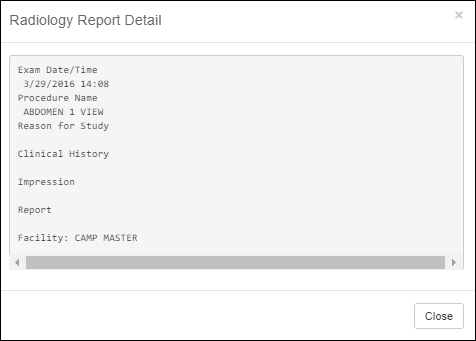 Radiology Report Detail
×
Exam Date/Time
3/29/2016 14:08
Procedure Name
ABDOMEN 1 VIEW
Reason for Study
Clinical History
Impression
Report
Facility: CAMP MASTER
Close